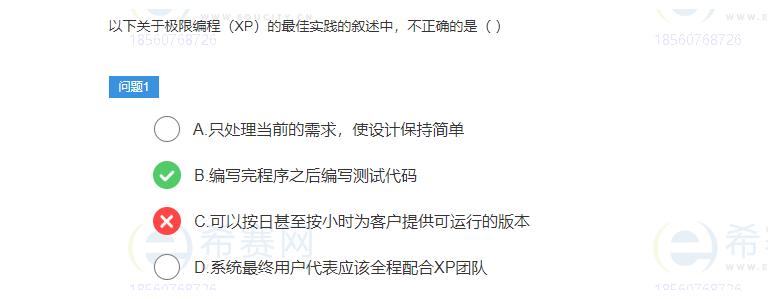 以下关于极限编程（XP）的最佳实践的叙述中，不正确的是（ ）
18560768726
18560768726
问题1
A.只处理当前的需求，使设计保持简单
B.编写完程序之后编写测试代码
C.可以按日甚至按小时为客户提供可运行的版本
希赛网
希赛
D.系统最终用户代表应该全程配合XP团队
18560768726
18560768726